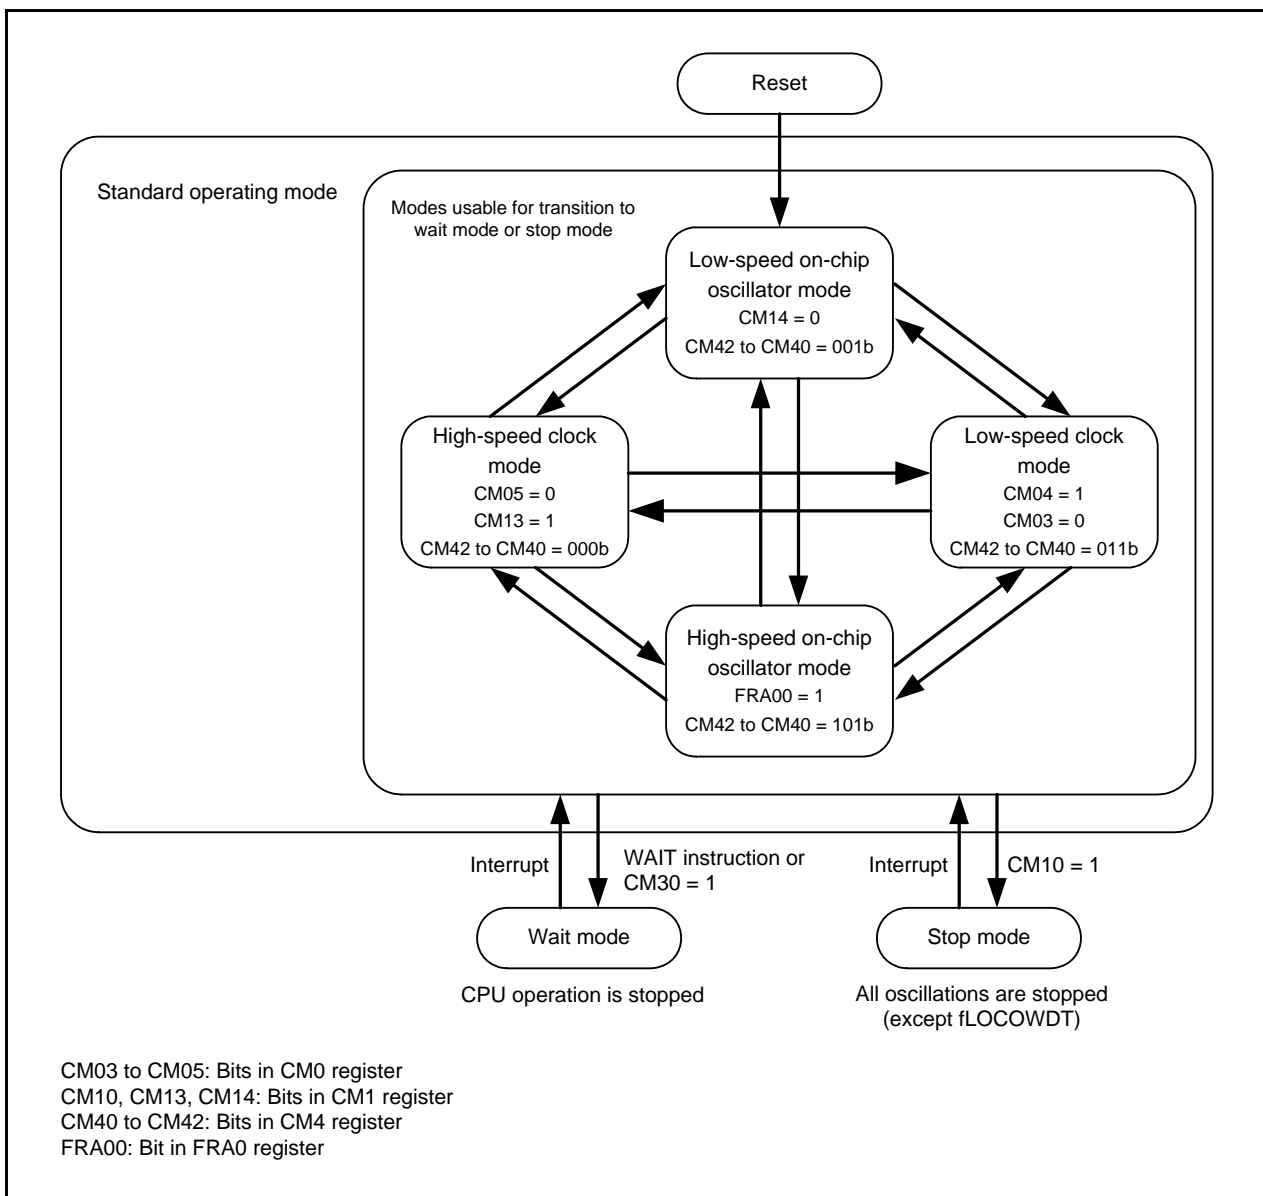 Reset
Standard operating mode
Modes usable for transition to
wait mode or stop mode
Low-speed on-chip
oscillator mode
CM14 = 0
CM42 to CM40 = 001b
High-speed clock
mode
CM05 = 0
CM13 = 1
CM42 to CM40 = 000b
Low-speed clock
mode
CM04 = 1
CM03 = 0
CM42 to CM40 = 011b
High-speed on-chip
oscillator mode
FRA00 = 1
CM42 to CM40 = 101b
Interrupt
WAIT instruction or
CM30 = 1
Interrupt
CM10 = 1
Wait mode
Stop mode
CPU operation is stopped
All oscillations are stopped
(except fLOCOWDT)
CM03 to CM05: Bits in CM0 register
CM10, CM13, CM14: Bits in CM1 register
CM40 to CM42: Bits in CM4 register
FRA00: Bit in FRA0 register